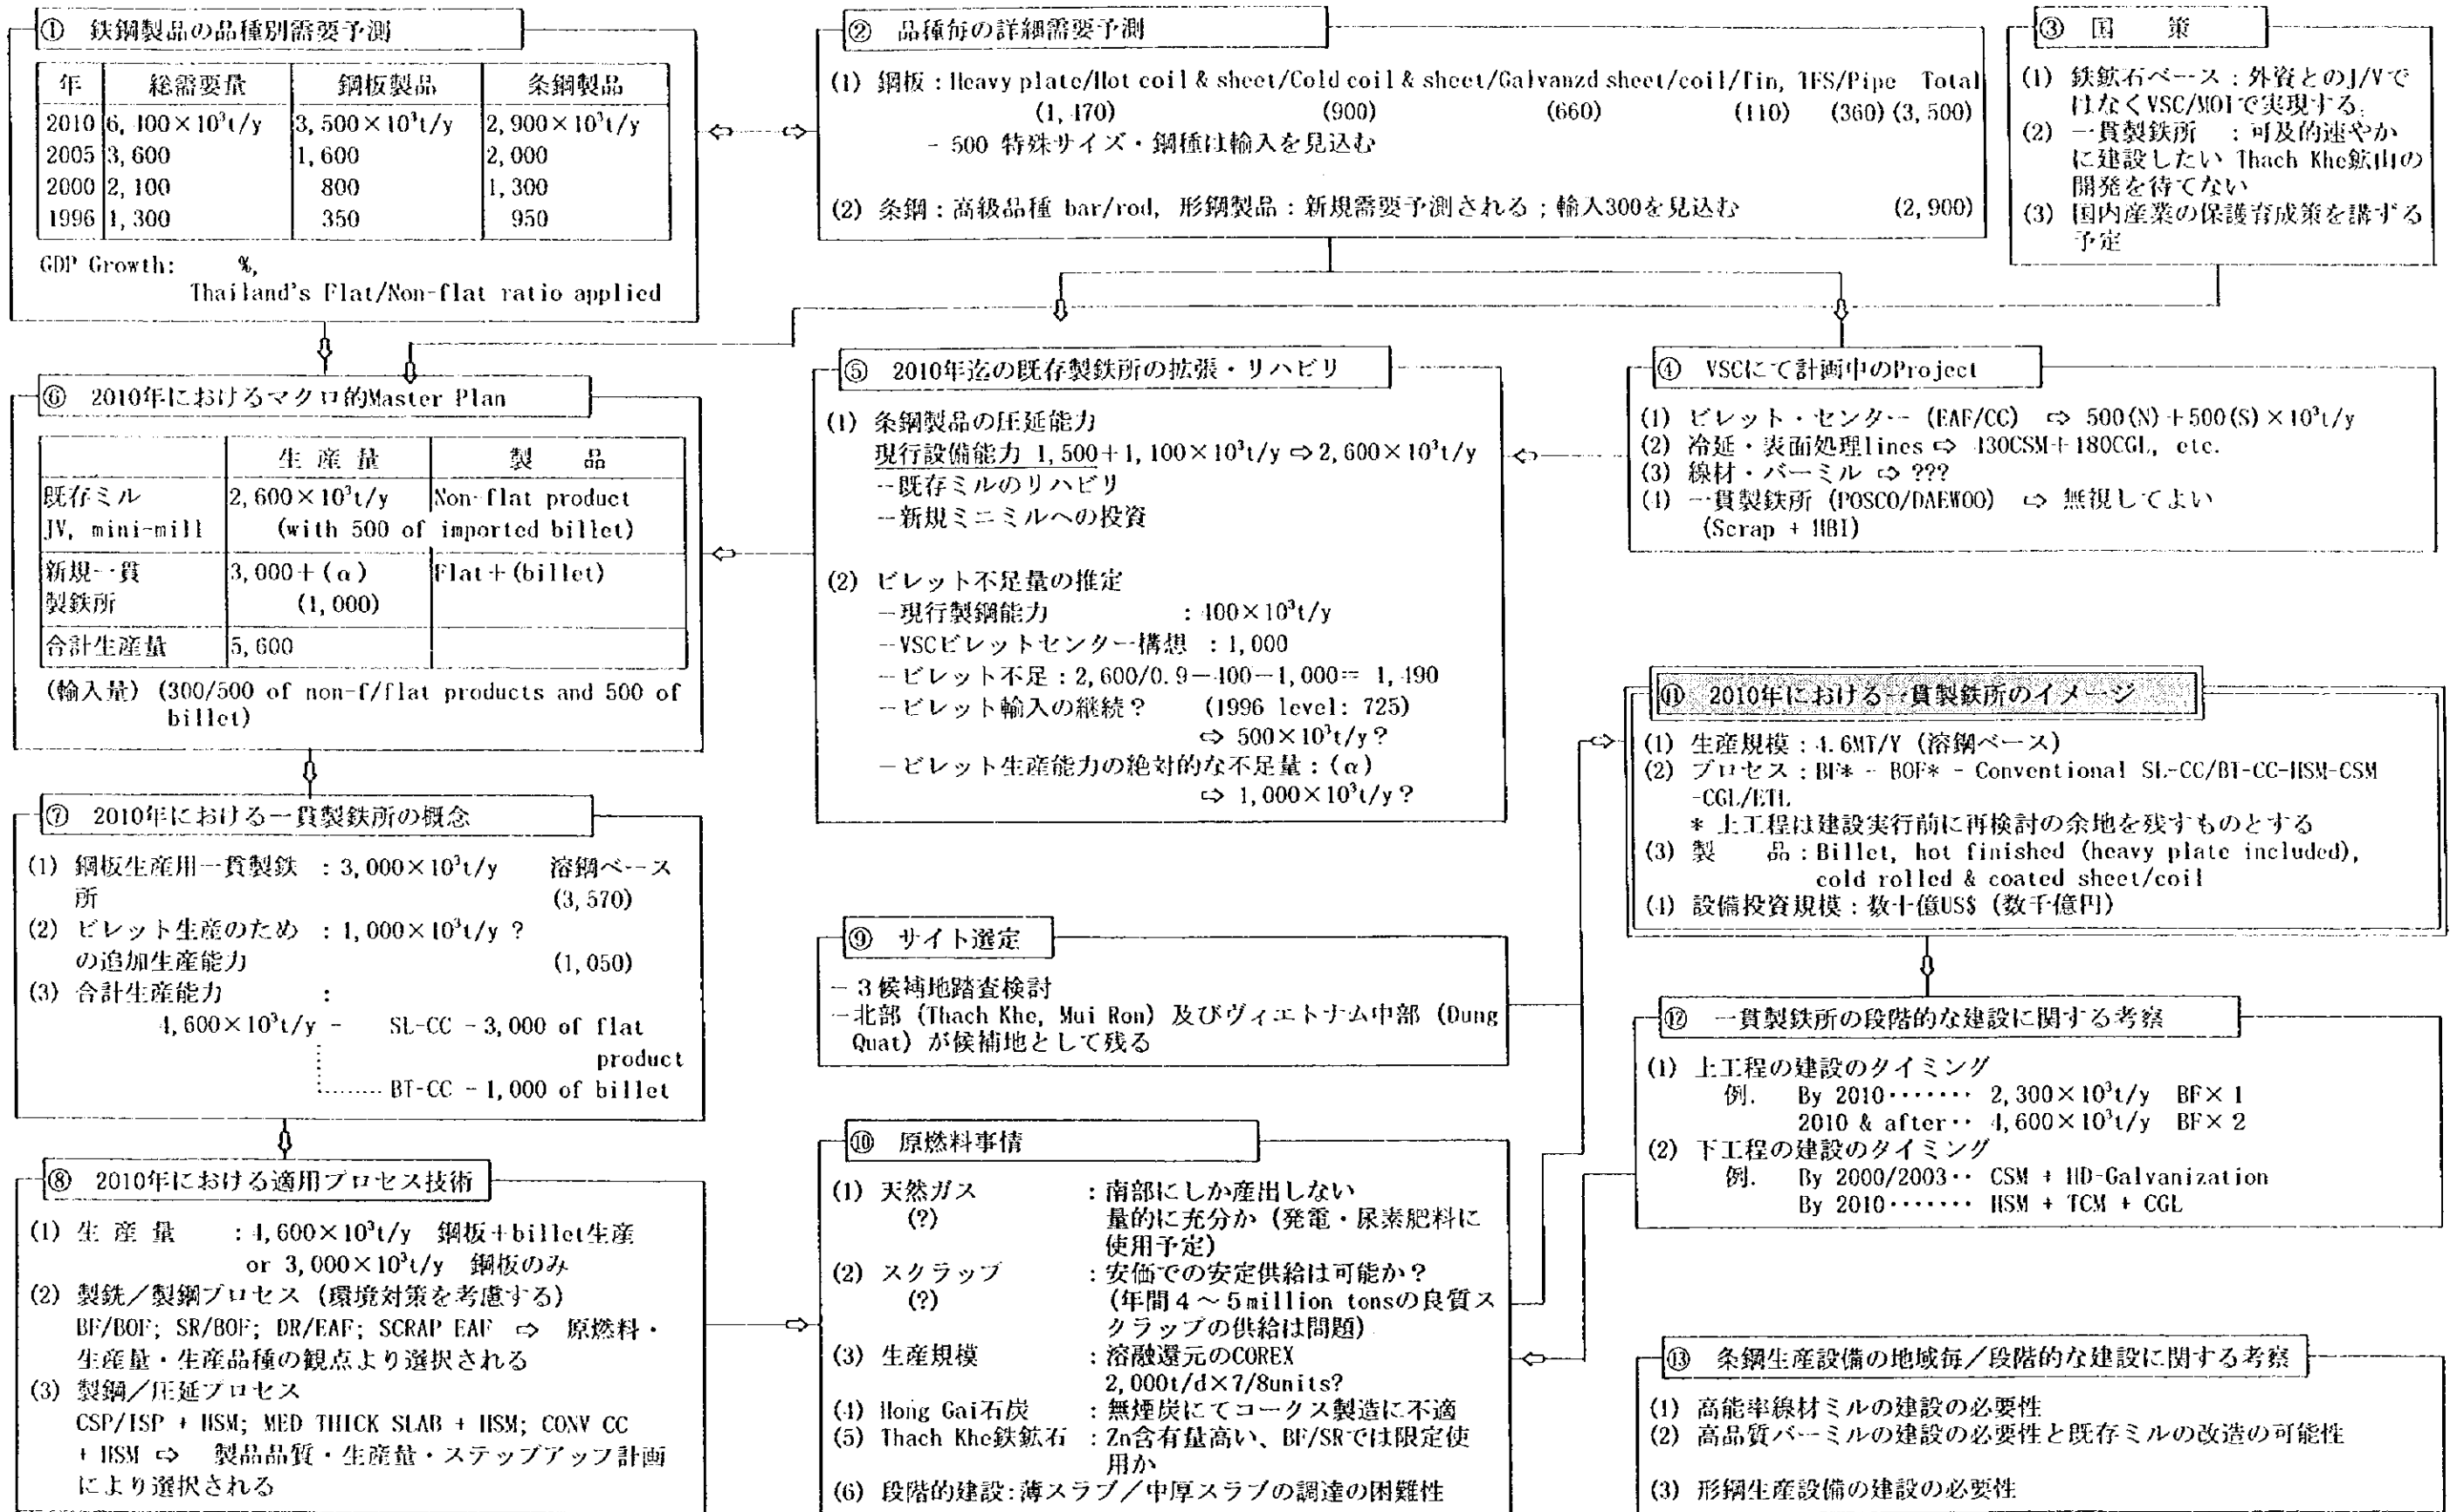 ① 鉄鋼製品の品種別需要予測
年 総需要量 鋼板製品 条鋼製品
2010 6,400×10³t/y 3,500×10³t/y 2,900×10³t/y
2005 3,600 1,600 2,000
2000 2,100 800 1,300
1996 1,300 350 950
GDP Growth: %,
Thailand's Flat/Non-flat ratio applied
② 品種毎の詳細需要予測
(1) 鋼板：Heavy plate/Hot coil & sheet/Cold coil & sheet/Galvanzd sheet/coil/Tin, TFS/Pipe Total
(1,470) (900) (660) (110) (360) (3,500)
- 500 特殊サイズ・鋼種は輸入を見込む
(2) 条鋼：高級品種 bar/rod, 形鋼製品：新規需要予測される；輸入300を見込む (2,900)
③ 国 策
(1) 鉄鉱石ベース：外資とのJ/Vで
はなくVSC/MOIで実現する.
(2) 一貫製鉄所 ：可及的速やか
に建設したい Thach Khe鉱山の
開発を待てない
(3) 国内産業の保護育成策を講ずる
予定
④ VSCにて計画中のProject
(1) ビレット・センター (EAF/CC) ⇨ 500(N)+500(S)×10³t/y
(2) 冷延・表面処理lines ⇨ 430CSM+180CGL, etc.
(3) 線材・バーミル ⇨ ???
(4) 一貫製鉄所 (POSCO/DAEWOO) ⇨ 無視してよい
(Scrap + HBI)
⑤ 2010年迄の既存製鉄所の拡張・リハビリ
(1) 条鋼製品の圧延能力
現行設備能力 1,500+1,100×10³t/y ⇨ 2,600×10³t/y
－既存ミルのリハビリ
－新規ミニミルへの投資
(2) ビレット不足量の推定
－現行製鋼能力 ：400×10³t/y
－VSCビレットセンター構想 ：1,000
－ビレット不足：2,600/0.9－400－1,000= 1,490
－ビレット輸入の継続？ (1996 level: 725)
⇨ 500×10³t/y？
－ビレット生産能力の絶対的な不足量：(α)
⇨ 1,000×10³t/y？
⑥ 2010年におけるマクロ的Master Plan
生 産 量 製 品
既存ミル 2,600×10³t/y Non-flat product
JV, mini-mill (with 500 of imported billet)
新規一貫 3,000+(α) Flat+(billet)
製鉄所 (1,000)
合計生産量 5,600
(輸入量) (300/500 of non-f/flat products and 500 of
billet)
⑦ 2010年における一貫製鉄所の概念
(1) 鋼板生産用一貫製鉄 ：3,000×10³t/y 溶鋼ベース
所 (3,570)
(2) ビレット生産のため ：1,000×10³t/y ?
の追加生産能力 (1,050)
(3) 合計生産能力 ：
4,600×10³t/y - SL-CC - 3,000 of flat
product
BT-CC - 1,000 of billet
⑧ 2010年における適用プロセス技術
(1) 生 産 量 ：4,600×10³t/y 鋼板+billet生産
or 3,000×10³t/y 鋼板のみ
(2) 製鉄／製鋼プロセス (環境対策を考慮する)
BF/BOF; SR/BOF; DR/EAF; SCRAP EAF ⇨ 原燃料・
生産量・生産品種の観点より選択される
(3) 製鋼／圧延プロセス
CSP/ISP + HSM; MED THICK SLAB + HSM; CONV CC
+ HSM ⇨ 製品品質・生産量・ステップアップ計画
により選択される
⑨ サイト選定
－３候補地踏査検討
－北部 (Thach Khe, Mui Ron) 及びヴィエトナム中部 (Dung
Quat) が候補地として残る
⑩ 原燃料事情
(1) 天然ガス ：南部にしか産出しない
(?) 量的に充分か (発電・尿素肥料に
使用予定)
(2) スクラップ ：安価での安定供給は可能か？
(?) (年間４～５million tonsの良質ス
クラップの供給は問題)
(3) 生産規模 ：溶融還元のCOREX
2,000t/d×7/8units?
(4) Hong Gai石炭 ：無煙炭にてコークス製造に不適
(5) Thach Khe鉄鉱石 ：Zn含有量高い、BF/SRでは限定使
用か
(6) 段階的建設：薄スラブ／中厚スラブの調達の困難性
⑪ 2010年における一貫製鉄所のイメージ
(1) 生産規模：4.6MT/Y (溶鋼ベース)
(2) プロセス：BF* - BOF* - Conventional SL-CC/BT-CC-HSM-CSM
-CGL/ETL
* 上工程は建設実行前に再検討の余地を残すものとする
(3) 製 品：Billet, hot finished (heavy plate included),
cold rolled & coated sheet/coil
(4) 設備投資規模：数十億US$ (数千億円)
⑫ 一貫製鉄所の段階的な建設に関する考察
(1) 上工程の建設のタイミング
例. By 2010‥‥‥‥ 2,300×10³t/y BF×1
2010 & after‥ 4,600×10³t/y BF×2
(2) 下工程の建設のタイミング
例. By 2000/2003‥ CSM + HD-Galvanization
By 2010‥‥‥‥ HSM + TCM + CGL
⑬ 条鋼生産設備の地域毎／段階的な建設に関する考察
(1) 高能率線材ミルの建設の必要性
(2) 高品質バーミルの建設の必要性と既存ミルの改造の可能性
(3) 形鋼生産設備の建設の必要性